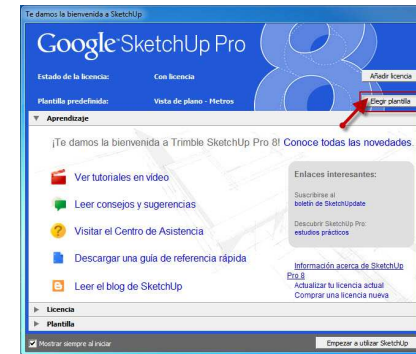 Te damos la bienvenida a SketchUp
Google SketchUp Pro
Estado de la licencia: Con licencia Añadir licencia
Plantilla predefinida: Vista de plano - Metros Elegir plantilla
Aprendizaje
¡Te damos la bienvenida a Trimble SketchUp Pro 8! Conoce todas las novedades.
Ver tutoriales en vídeo
Leer consejos y sugerencias
Visitar el Centro de Asistencia
Descargar una guía de referencia rápida
Leer el blog de SketchUp
Enlaces interesantes:
Suscribirse al
boletín de SketchUpdate
Descubrir SketchUp Pro:
estudios prácticos
Información acerca de SketchUp
Pro 8
Actualizar tu licencia actual
Comprar una licencia nueva
Licencia
Plantilla
Mostrar siempre al iniciar Empezar a utilizar SketchUp